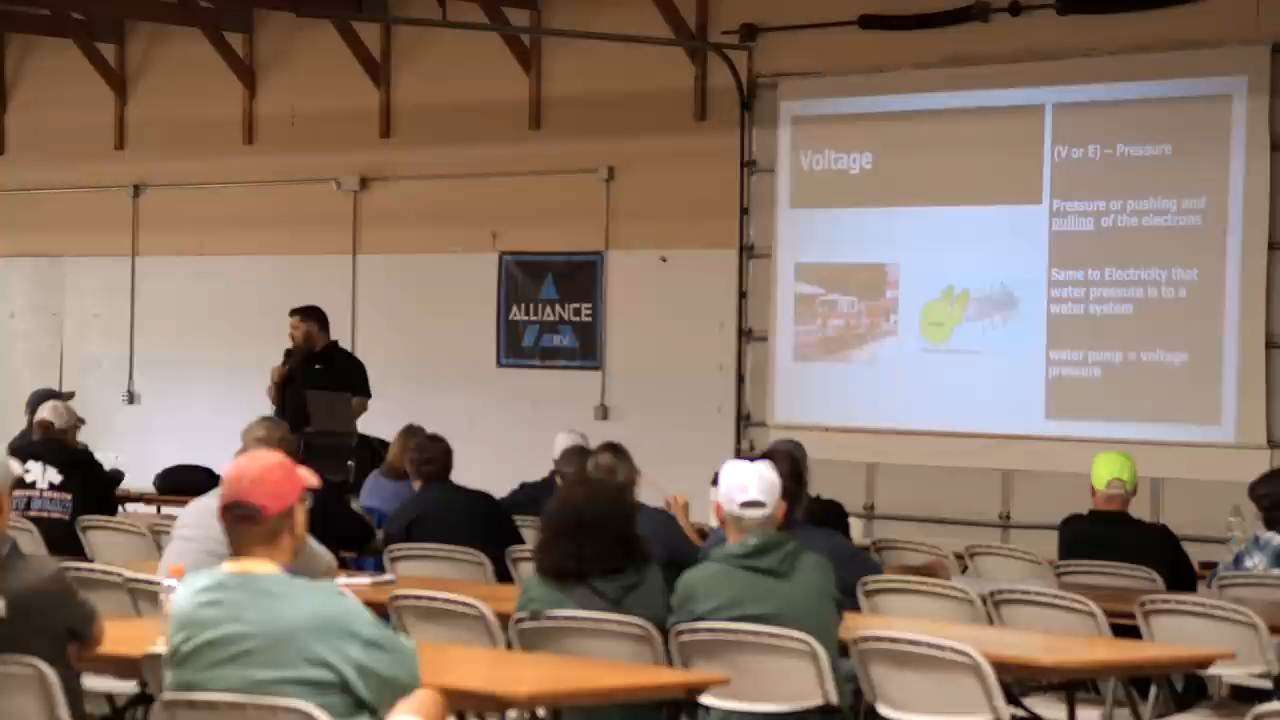 Voltage
(V or E) – Pressure
Pressure or pushing and
pulling of the electrons
Same to Electricity that
water pressure is to a
water system
water pump = voltage
pressure
ALLIANCE
RV